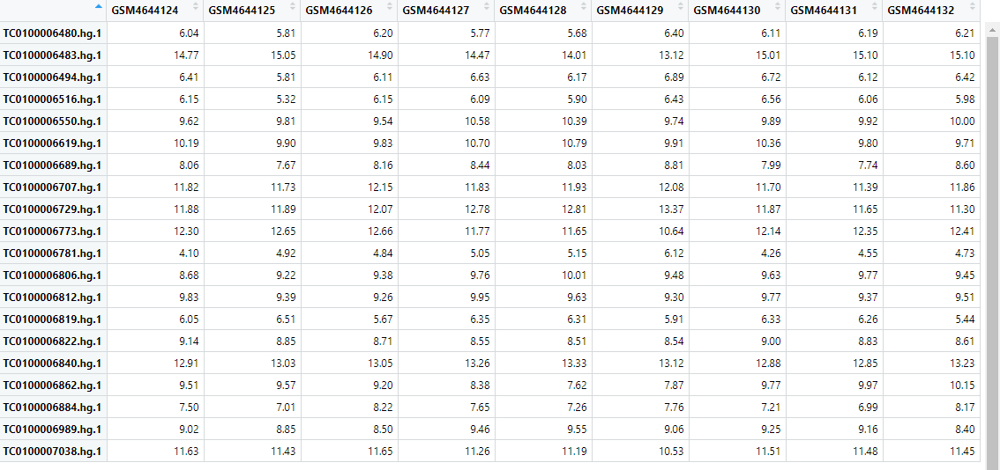 GSM4644124 GSM4644125 GSM4644126 GSM4644127 GSM4644128 GSM4644129 GSM4644130 GSM4644131 GSM4644132
TC0100006480.hg.1 6.04 5.81 6.20 5.77 5.68 6.40 6.11 6.19 6.21
TC0100006483.hg.1 14.77 15.05 14.90 14.47 14.01 13.12 15.01 15.10 15.10
TC0100006494.hg.1 6.41 5.81 6.11 6.63 6.17 6.89 6.72 6.12 6.42
TC0100006516.hg.1 6.15 5.32 6.15 6.09 5.90 6.43 6.56 6.06 5.98
TC0100006550.hg.1 9.62 9.81 9.54 10.58 10.39 9.74 9.89 9.92 10.00
TC0100006619.hg.1 10.19 9.90 9.83 10.70 10.79 9.91 10.36 9.80 9.71
TC0100006689.hg.1 8.06 7.67 8.16 8.44 8.03 8.81 7.99 7.74 8.60
TC0100006707.hg.1 11.82 11.73 12.15 11.83 11.93 12.08 11.70 11.39 11.86
TC0100006729.hg.1 11.88 11.89 12.07 12.78 12.81 13.37 11.87 11.65 11.30
TC0100006773.hg.1 12.30 12.65 12.66 11.77 11.65 10.64 12.14 12.35 12.41
TC0100006781.hg.1 4.10 4.92 4.84 5.05 5.15 6.12 4.26 4.55 4.73
TC0100006806.hg.1 8.68 9.22 9.38 9.76 10.01 9.48 9.63 9.77 9.45
TC0100006812.hg.1 9.83 9.39 9.26 9.95 9.63 9.30 9.77 9.37 9.51
TC0100006819.hg.1 6.05 6.51 5.67 6.35 6.31 5.91 6.33 6.26 5.44
TC0100006822.hg.1 9.14 8.85 8.71 8.55 8.51 8.54 9.00 8.83 8.61
TC0100006840.hg.1 12.91 13.03 13.05 13.26 13.33 13.12 12.88 12.85 13.23
TC0100006862.hg.1 9.51 9.57 9.20 8.38 7.62 7.87 9.77 9.97 10.15
TC0100006884.hg.1 7.50 7.01 8.22 7.65 7.26 7.76 7.21 6.99 8.17
TC0100006989.hg.1 9.02 8.85 8.50 9.46 9.55 9.06 9.25 9.16 8.40
TC0100007038.hg.1 11.63 11.43 11.65 11.26 11.19 10.53 11.51 11.48 11.45